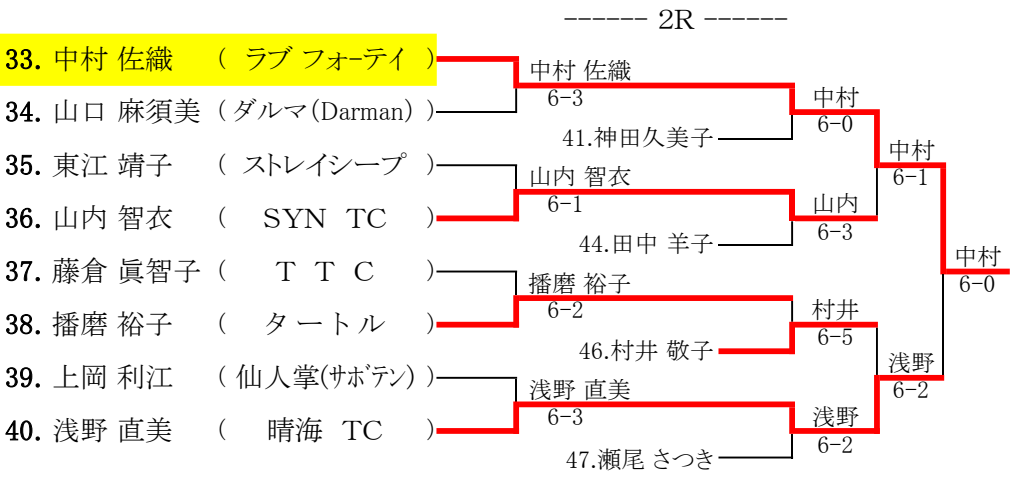 ------ 2R ------
33. 中村 佐織 ( ラブ フォーテイ )
34. 山口 麻須美 ( ダルマ(Darman) )
35. 東江 靖子 ( ストレイシープ )
36. 山内 智衣 ( SYN TC )
37. 藤倉 眞智子 ( T T C )
38. 播磨 裕子 ( タートル )
39. 上岡 利江 ( 仙人掌(サボテン) )
40. 浅野 直美 ( 晴海 TC )
中村 佐織
6-3
41.神田久美子
山内 智衣
6-1
44.田中 羊子
播磨 裕子
6-2
46.村井 敬子
浅野 直美
6-3
47.瀬尾 さつき
中村
6-0
山内
6-3
村井
6-5
浅野
6-2
中村
6-1
浅野
6-2
中村
6-0